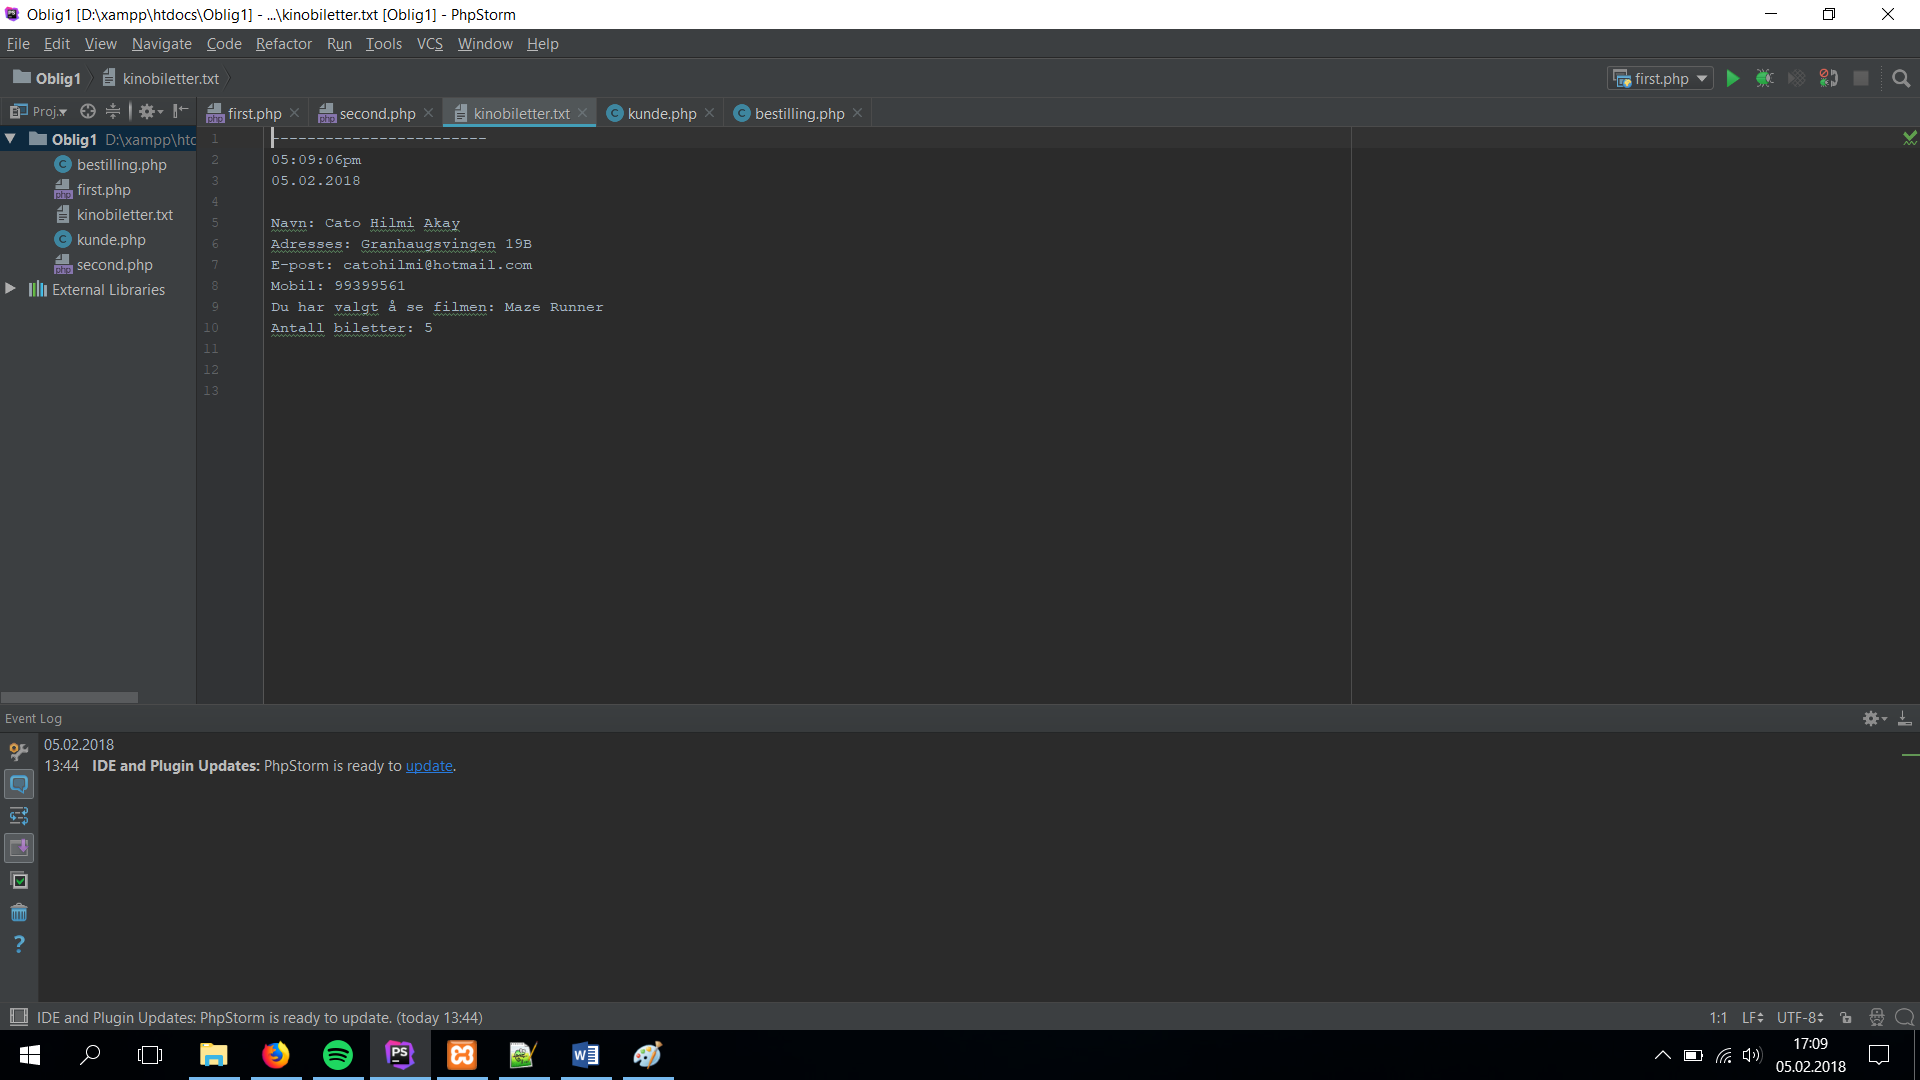 Oblig1 [D:\xampp\htdocs\Oblig1] - ...\kinobiletter.txt [Oblig1] - PhpStorm
File Edit View Navigate Code Refactor Run Tools VCS Window Help
Oblig1 kinobiletter.txt first.php
Proj.. first.php second.php kinobiletter.txt kunde.php bestilling.php
Oblig1 D:\xampp\htd
bestilling.php
first.php
kinobiletter.txt
kunde.php
second.php
External Libraries
1 ------------------------
2 05:09:06pm
3 05.02.2018
4
5 Navn: Cato Hilmi Akay
6 Adresses: Granhaugsvingen 19B
7 E-post: catohilmi@hotmail.com
8 Mobil: 99399561
9 Du har valgt å se filmen: Maze Runner
10 Antall biletter: 5
11
12
13
Event Log
05.02.2018
13:44 IDE and Plugin Updates: PhpStorm is ready to update.
IDE and Plugin Updates: PhpStorm is ready to update. (today 13:44) 1:1 LF UTF-8
17:09
05.02.2018